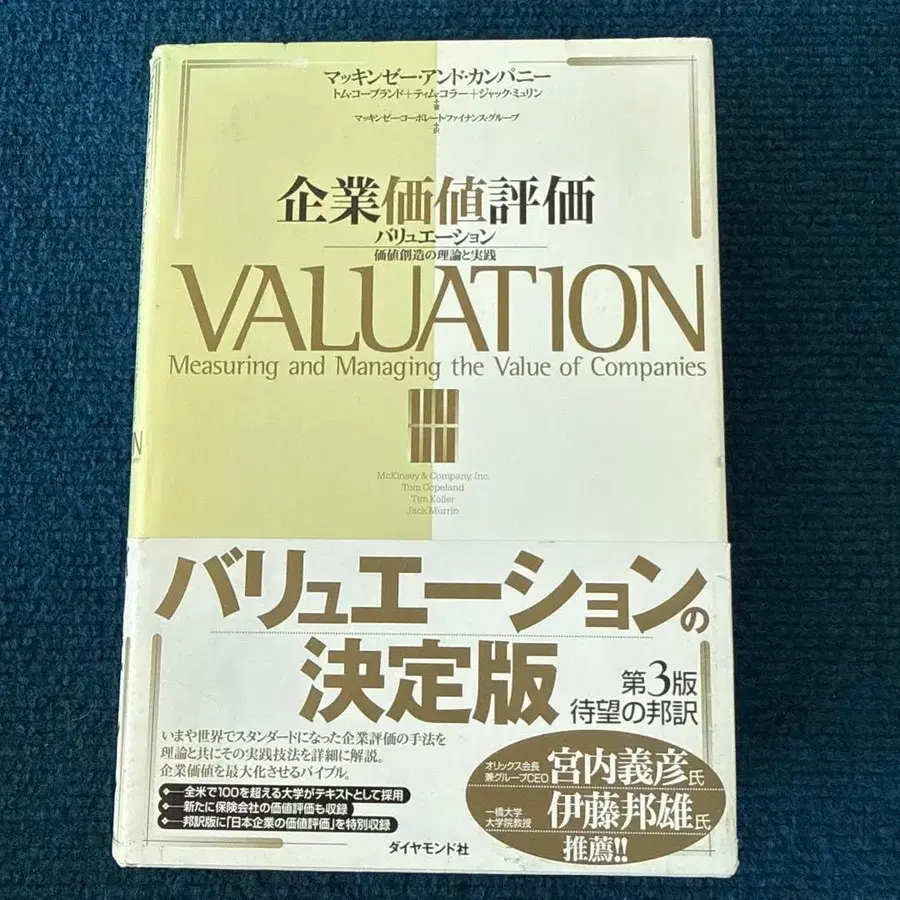 マッキンゼー・アンド・カンパニー
トム・コープランド+ティム・コラー+ジャック・ミュリン
著
マッキンゼー・コーポレート・ファイナンス・グループ
訳
企業価値評価
バリュエーション
価値創造の理論と実践
VALUATION
Measuring and Managing the Value of Companies
McKinsey & Company, Inc.
Tom Copeland
Tim Koller
Jack Murrin
N
バリュエーションの
決定版
第3版
待望の邦訳
いまや世界でスタンダードになった企業評価の手法を
理論と共にその実践技法を詳細に解説。
企業価値を最大化させるバイブル。
全米で100を超える大学がテキストとして採用
新たに保険会社の価値評価も収録
邦訳版に「日本企業の価値評価」を特別収録
オリックス会長
兼グループCEO
宮内義彦氏
一橋大学
大学院教授
伊藤邦雄氏
推薦!!
ダイヤモンド社